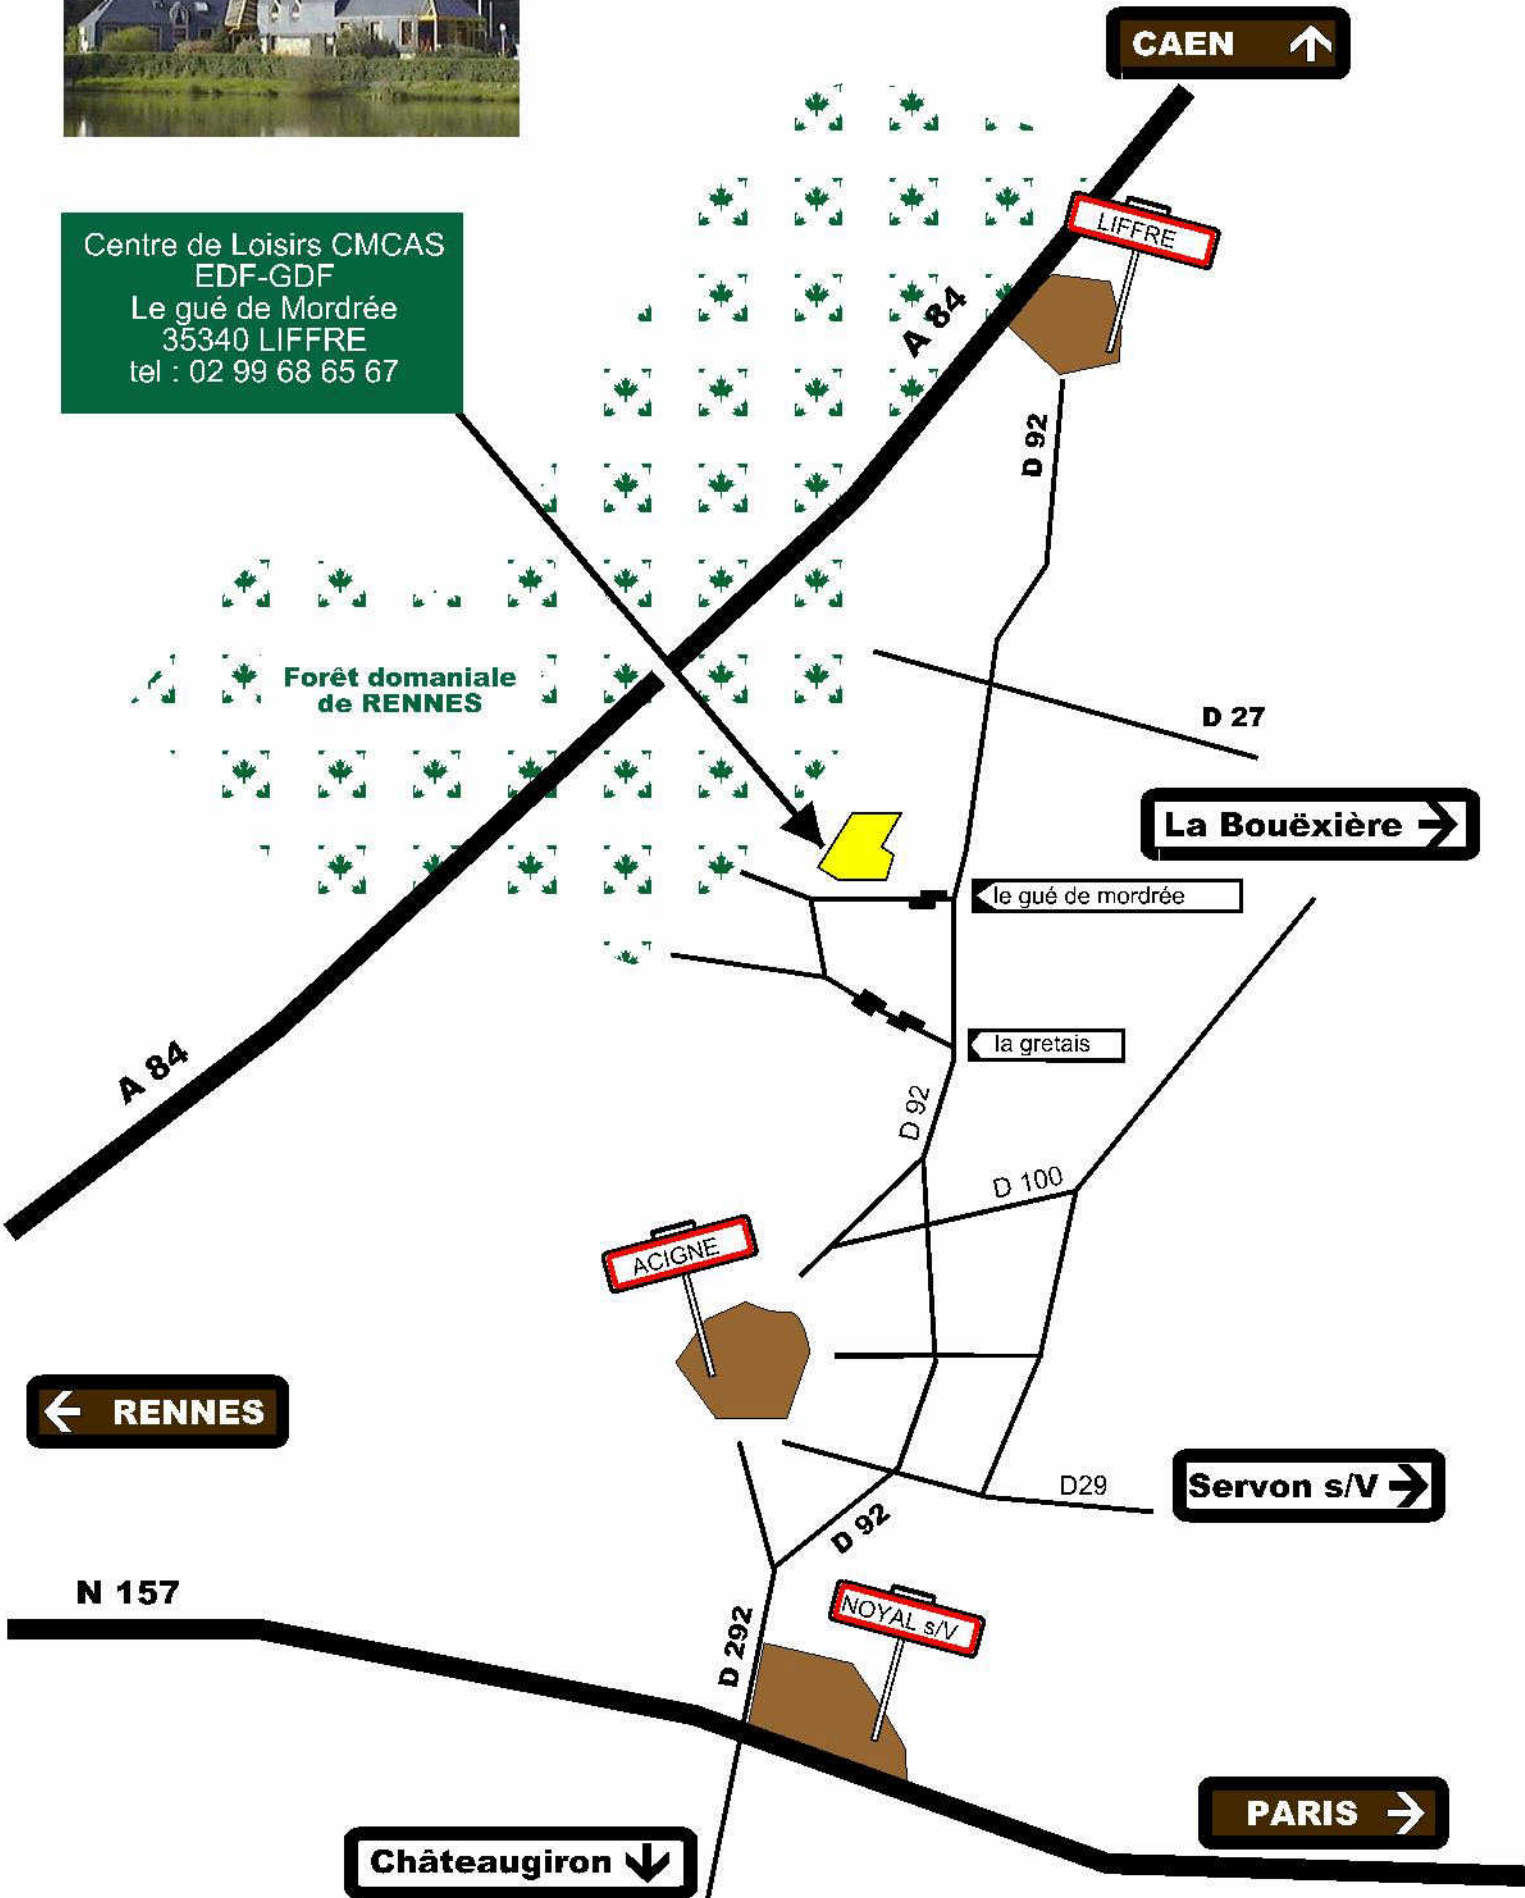 CAEN
LIFFRE
Centre de Loisirs CMCAS
EDF-GDF
Le gué de Mordrée
35340 LIFFRE
tel : 02 99 68 65 67
A 84
D 92
Forêt domaniale
de RENNES
D 27
La Bouëxière
le gué de mordrée
la gretais
A 84
D 92
D 100
ACIGNE
RENNES
D29
Servon s/V
D 92
N 157
NOYAL s/V
D 292
PARIS
Châteaugiron